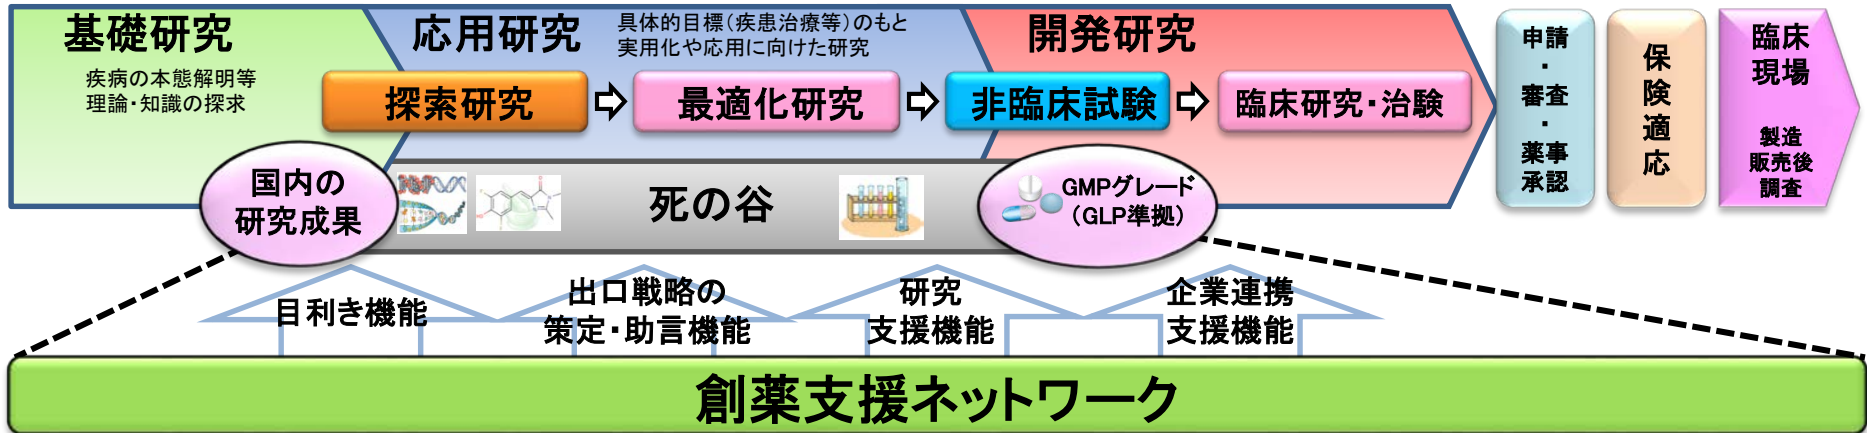 基礎研究
疾病の本態解明等
理論・知識の探求
応用研究
具体的目標（疾患治療等）のもと
実用化や応用に向けた研究
開発研究
探索研究
最適化研究
非臨床試験
臨床研究・治験
申請
・
審査
・
薬事
承認
保険適応
臨床
現場
製造
販売後
調査
国内の
研究成果
死の谷
GMPグレード
（GLP準拠）
目利き機能
出口戦略の
策定・助言機能
研究
支援機能
企業連携
支援機能
創薬支援ネットワーク